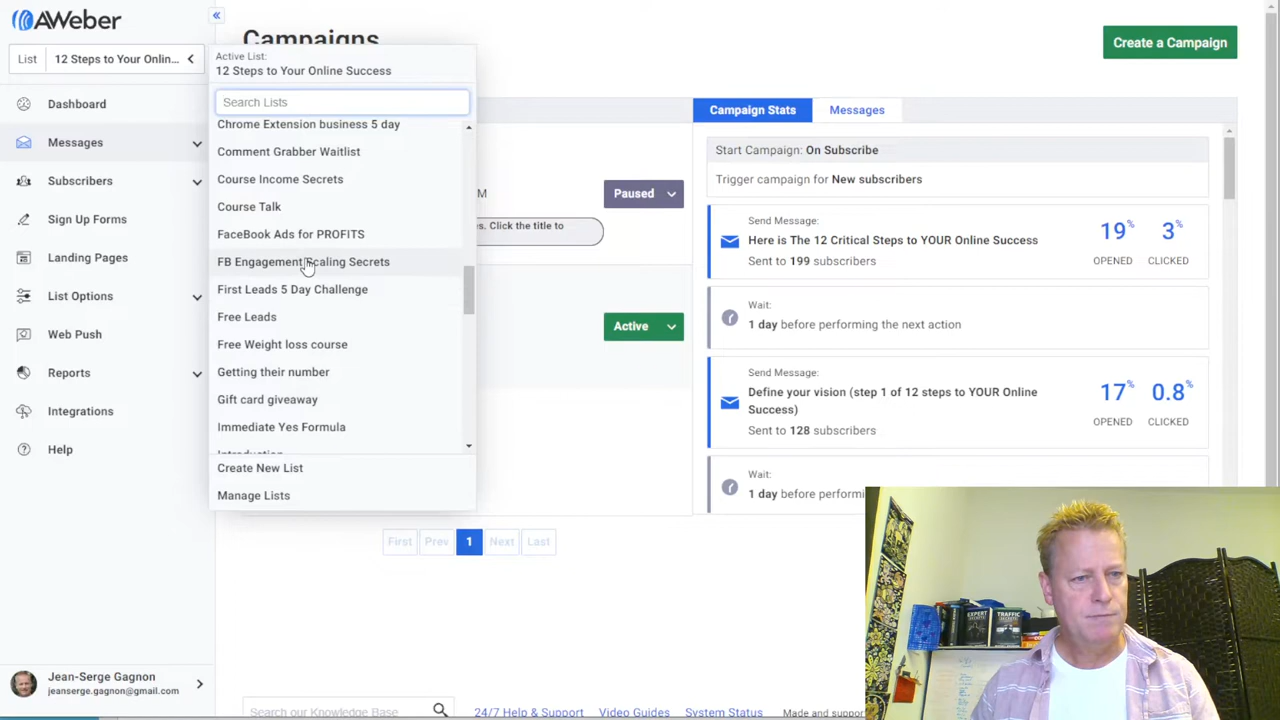 AWeber
«
Campaigns
Create a Campaign
List 12 Steps to Your Onlin...
Active List:
12 Steps to Your Online Success
Search Lists
Chrome Extension business 5 day
Comment Grabber Waitlist
Course Income Secrets
Course Talk
FaceBook Ads for PROFITS
FB Engagement Scaling Secrets
First Leads 5 Day Challenge
Free Leads
Free Weight loss course
Getting their number
Gift card giveaway
Immediate Yes Formula
Introduction
Create New List
Manage Lists
Dashboard
Messages
Subscribers
Sign Up Forms
Landing Pages
List Options
Web Push
Reports
Integrations
Help
Jean-Serge Gagnon
jeanserge.gagnon@gmail.com
M
Paused
es. Click the title to
Active
Campaign Stats
Messages
Start Campaign: On Subscribe
Trigger campaign for New subscribers
Send Message:
Here is The 12 Critical Steps to YOUR Online Success
Sent to 199 subscribers
19%
OPENED
3%
CLICKED
Wait:
1 day before performing the next action
Send Message:
Define your vision (step 1 of 12 steps to YOUR Online
Success)
Sent to 128 subscribers
17%
OPENED
0.8%
CLICKED
Wait:
1 day before performi
First Prev 1 Next Last
EXPERT
SECRETS
TRAFFIC
SECRETS
Search our Knowledge Base
24/7 Help & Support Video Guides System Status Made and suppor